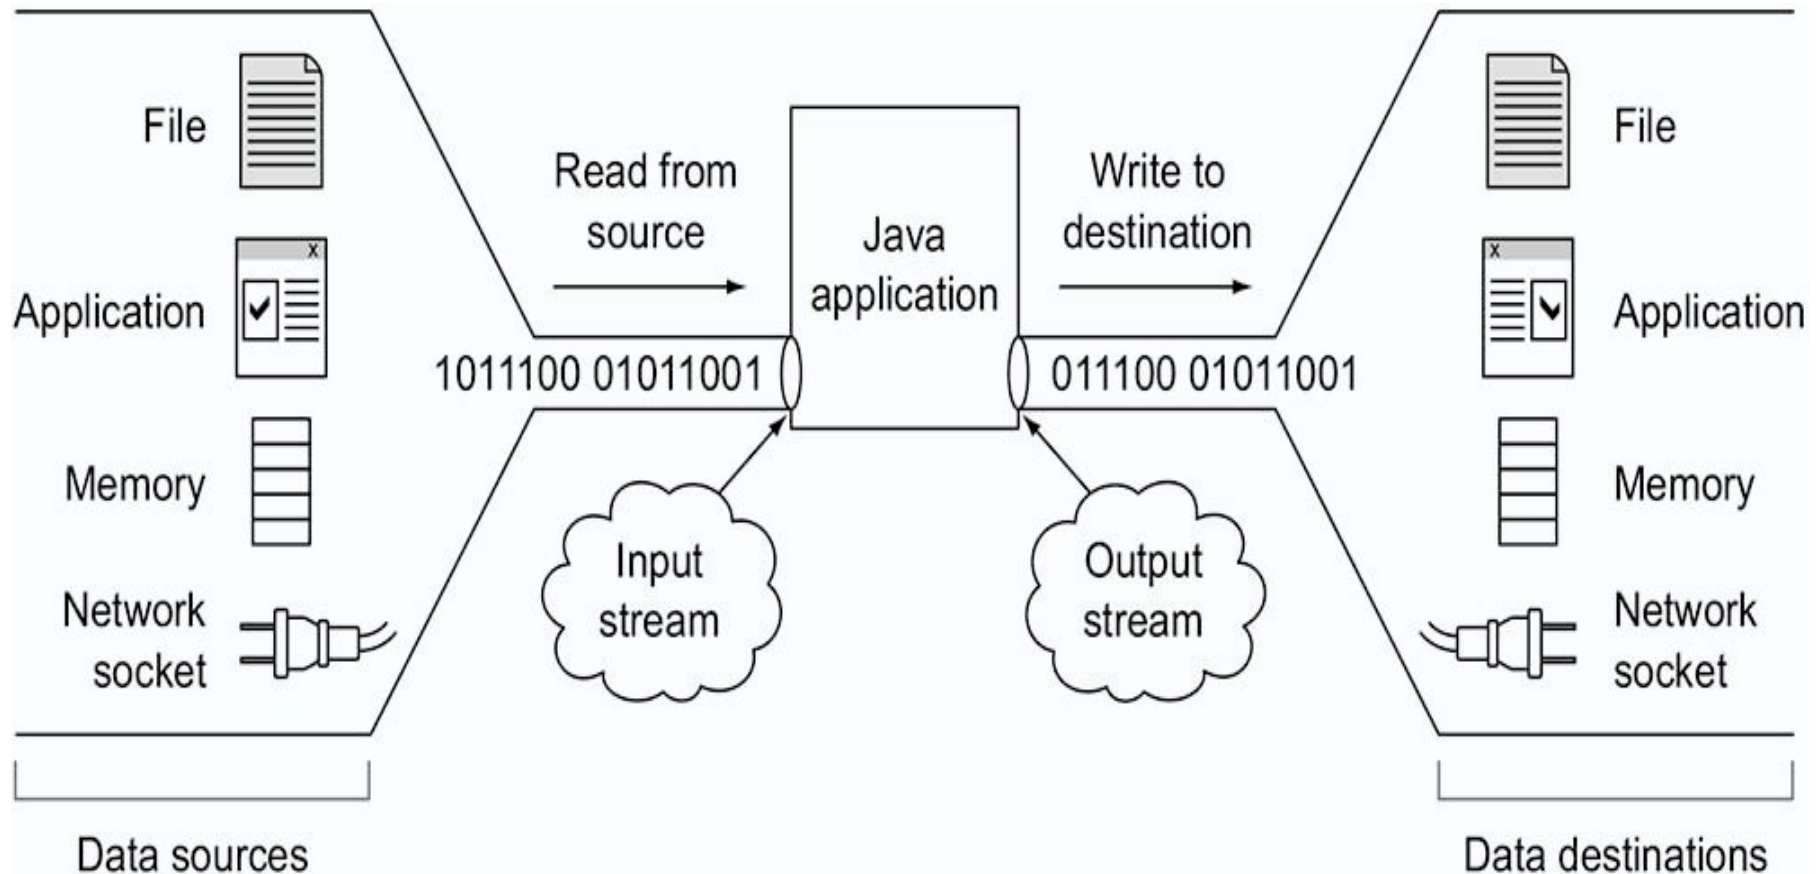 File
Application
Memory
Network
socket
Data sources
Read from
source
1011100 01011001
Input
stream
Java
application
Write to
destination
011100 01011001
Output
stream
File
X
Application
X
Memory
Network
socket
Data destinations